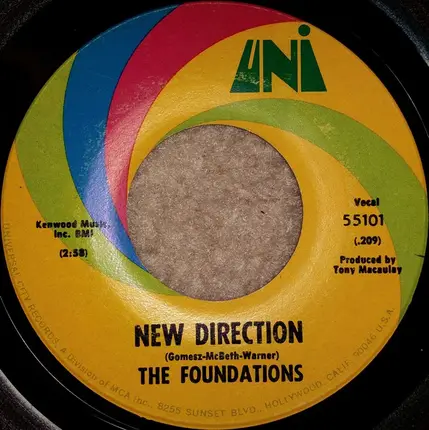 UNI
Vocal
55101
(.209)
Produced by
Tony Macaulay
Kenwood Music,
Inc. BMI
(2:58)
NEW DIRECTION
(Gomesz-McBeth-Warner)
THE FOUNDATIONS
UNIVERSAL CITY RECORDS, A Division of MCA Inc., 8255 SUNSET BLVD., HOLLYWOOD, CALIF. 90046 U.S.A.